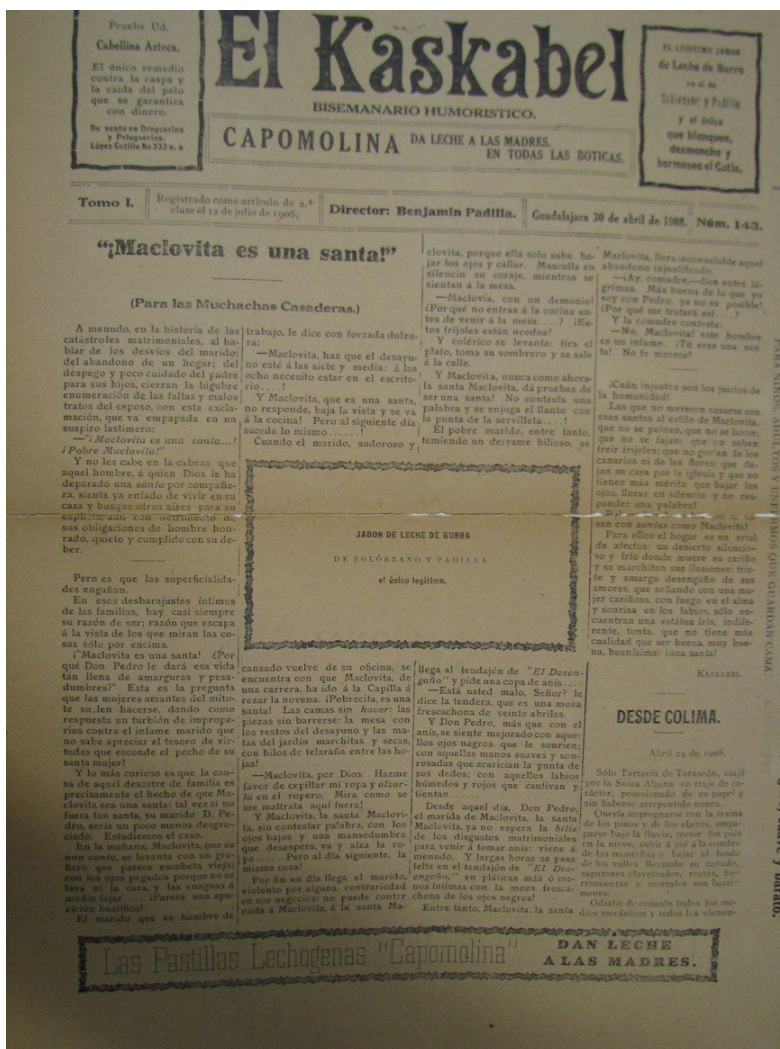 Pruebe Ud.
Cabellina Azteca.
El único remedio
contra la caspa y
la caida del pelo
que se garantiza
con dinero.
De venta en Droguerias
y Peluquerias.
López Cotilla No 333
El Kaskabel
BISEMANARIO HUMORISTICO.
CAPOMOLINA DA LECHE A LAS MADRES.
EN TODAS LAS BOTICAS.
EL LEGITIMO JABON
de Leche de Burra
es el de
Solórzano y Padilla
y el único
que blanquea,
desmancha y
hermosea el Cutis.
Tomo I.
Registrado como artículo de 2.ª
clase el 12 de julio de 1906.
Director: Benjamin Padilla.
Guadalajara 30 de abril de 1908.
Núm. 143.
“¡Maclovita es una santa!”
(Para las Muchachas Casaderas.)
A menudo, en la historia de las
catástrofes matrimoniales, al ha-
blar de los desvios del marido;
del abandono de un hogar; del
despego y poco cuidado del padre
para sus hijos, cierran la lúgubre
enumeración de las faltas y malos
tratos del esposo, con esta excla-
mación, que va empapada en un
suspiro lastimero:
—"¡Maclovita es una santa....!
¡Pobre Maclovita!"
Y no les cabe en la cabeza que
aquel hombre, á quien Dios le ha
deparado una santa por compañe-
ra, sienta ya enfado de vivir en su
casa y busque otros aires para su
espíritu, aun con detrimento de
sus obligaciones de hombre hon-
rado, quieto y cumplido con su de-
ber.
Pero es que las superficialida-
des engañan.
En esos desbarajustes íntimos
de las familias, hay casi siempre
su razón de ser; razón que escapa
á la vista de los que miran las co-
sas sólo por encima.
¡"Maclovita es una santa! ¿Por
qué Don Pedro le dará esa vida
tan llena de amarguras y pesa-
dumbres?" Esta es la pregunta
que las mujeres amantes del mito-
te suelen hacerse, dando como
respuesta un turbión de imprope-
rios contra el infame marido que
no sabe apreciar el tesoro de vir-
tudes que esconde el pecho de su
santa mujer!
Y lo más curioso es que la cau-
sa de aquel desastre de familia es
precisamente el hecho de que Ma-
clovita sea una santa: tal vez si no
fuera tan santa, su marido D. Pe-
dro, sería un poco menos desgra-
ciado. Estudiemos el caso.
En la mañana, Maclovita, que es
una santa, se levanta con un gre-
ñero que parece escobeta vieja:
con los ojos pegados porque no se
lava ni la cara, y las enaguas á
medio fajar.... ¡Parece una apa-
rición beatífica!
El marido que es hombre de
trabajo, le dice con forzada dulzu-
ra:
—Maclovita, haz que el desayu-
no esté á las siete y media: á las
ocho necesito estar en el escrito-
rio....!
Y Maclovita, que es una santa,
no responde, baja la vista y se va
á la cocina! Pero al siguiente día
sucede lo mismo......!
Cuando el marido, sudoroso y
JABON DE LECHE DE BURRA
DE SOLÓRZANO Y PADILLA
el único legitimo.
cansado vuelve de su oficina, se
encuentra con que Maclovita, de
una carrera, ha ido á la Capilla á
rezar la novena. ¡Pobrecita, es una
santa! Las camas sin hacer: las
piezas sin barrerse: la mesa con
los restos del desayuno y las ma-
tas del jardín marchitas y secas,
con hilos de telaraña entre las ho-
jas!
—Maclovita, por Dios. Hazme
favor de cepillar mi ropa y alzar-
la en el ropero. Mira como se
me maltrata aquí fuera!
Y Maclovita, la santa Maclovi-
ta, sin contestar palabra, con los
ojos bajos y una mansedumbre
que desespera, va y alza la ro-
pa.... Pero al día siguiente, la
misma cosa!
Por fin un día llega el marido,
violento por alguna contrariedad
en sus negocios: no puede contar
nada á Maclovita, á la santa Ma-
clovita, porque ella solo sabe ba-
jar los ojos y callar. Masculla en
silencio su coraje, mientras se
sientan á la mesa.
—Maclovia, con un demonio!
¿Por qué no entras á la cocina an-
tes de venir á la mesa....? ¡Es-
tos frijoles están acedos!
Y colérico se levanta: tira el
plato, toma su sombrero y se sale
á la calle.
Y Maclovita, nunca como ahora
la santa Maclovita, dá pruebas de
ser una santa! No contesta una
palabra y se enjuga el llanto con
la punta de la servilleta....!
El pobre marido, entre tanto,
temiendo un derrame bilioso, se
llega al tendajón de "El Desen-
gaño" y pide una copa de anís....
—Está usted malo, Señor? le
dice la tendera, que es una moza
frescachona de veinte abriles.
Y Don Pedro, más que con el
anís, se siente mejorado con aque-
llos ojos negros que le sonrien;
con aquellas manos suaves y son-
rosadas que acarician la punta de
sus dedos; con aquellos labios
húmedos y rojos que cautivan y
tientan......
Desde aquel día, Don Pedro,
el marida de Maclovita, la santa
Maclovita, ya no espera la bilis
de los disgustos matrimoniales
para venir á tomar anis: viene á
menudo. Y largas horas se pasa
feliz en el tendajón de "El Des-
engaño," en pláticas más ó me-
nos íntimas con la moza fresca-
chona de los ojos negros!
Entre tanto, Maclovita, la santa
Maclovita, llora inconsolable aquel
abandono injustificado.
—¡Ay, comadre,—dice entre lá-
grimas. Más buena de lo que yo
soy con Pedro, ya no es posible!
¿Por qué me tratará así...?
Y la comadre contesta:
—No, Maclovita! este hombre
es un infame. ¡Tú eres una san-
ta! No te merece!
¡Cuán injustos son los juicios de
la humanidad!
Las que no merecen casarse son
esas santas al estilo de Maclovita,
que no se peinan, que no se lavan;
que no se fajan; que no saben
freir frijoles; que no gustan de los
canarios ni de las flores; que de-
jan su casa por la iglesia y que no
tienen más mérito que bajar los
ojos, llorar en silencio y no res-
ponder una palabra!
san con santas como Maclovita!
Para ellos el hogar es un erial
de afectos: un desierto silencio-
so y frío donde muere su cariño
y se marchitan sus ilusiones: tris-
te y amargo desengaño de sus
amores, que soñando con una mu-
jer cariñosa, con fuego en el alma
y sonrisa en los labios, sólo en-
cuentran una estátua fría, indife-
rente, tonta, que no tiene más
cualidad que ser buena, muy bue-
na, buenísima: ¡una santa!
KASKABEL.
DESDE COLIMA.
Abril 24 de 1908.
Sólo Tartarín de Tarascón, viajó
por la Suiza Alpina en traje de ca-
rácter, posesionado de su papel y
sin haberse arrepentido nunca.
Quería impregnarse con la resina
de los pinos y de los abetos, empa-
parse bajo la lluvia, meter los piés
en la nieve, subir á pié á la cumbre
de las montañas y bajar al fondo
de los valles llevando su cayado,
zapatones claveteados, reatas, he-
rramientas y morrales con basti-
mento.
Odiaba de corazón todos los me-
dios mecánicos y todos los elemen-
Las Pastillas Lechogenas "Capomolina"
DAN LECHE
A LAS MADRES.
y barato.